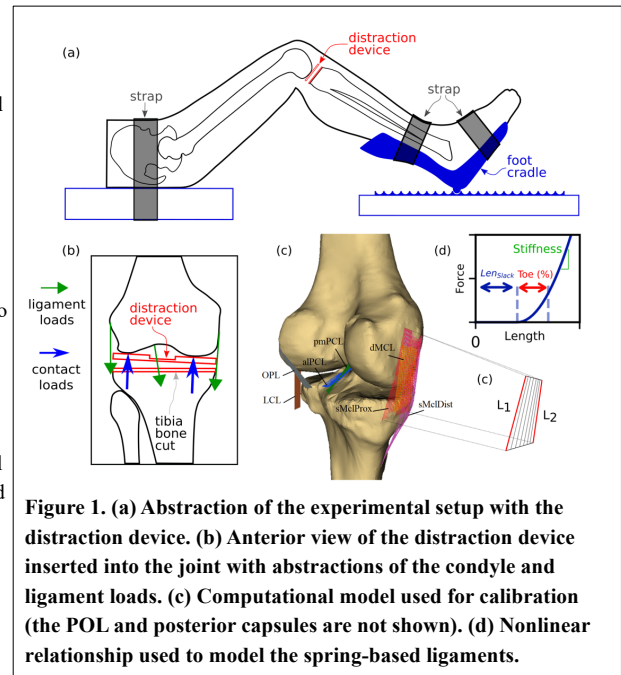 (a)
distraction
device
strap
strap
foot
cradle
(b)
ligament
loads
contact
loads
distraction
device
tibia
bone
cut
(c)
pmPCL
alPCL
dMCL
OPL
LCL
sMclProx
sMclDist
(d)
Stiffness
Force
Len_Slack
Toe (%)
Length
(c)
L1
L2
Figure 1. (a) Abstraction of the experimental setup with the
distraction device. (b) Anterior view of the distraction device
inserted into the joint with abstractions of the condyle and
ligament loads. (c) Computational model used for calibration
(the POL and posterior capsules are not shown). (d) Nonlinear
relationship used to model the spring-based ligaments.